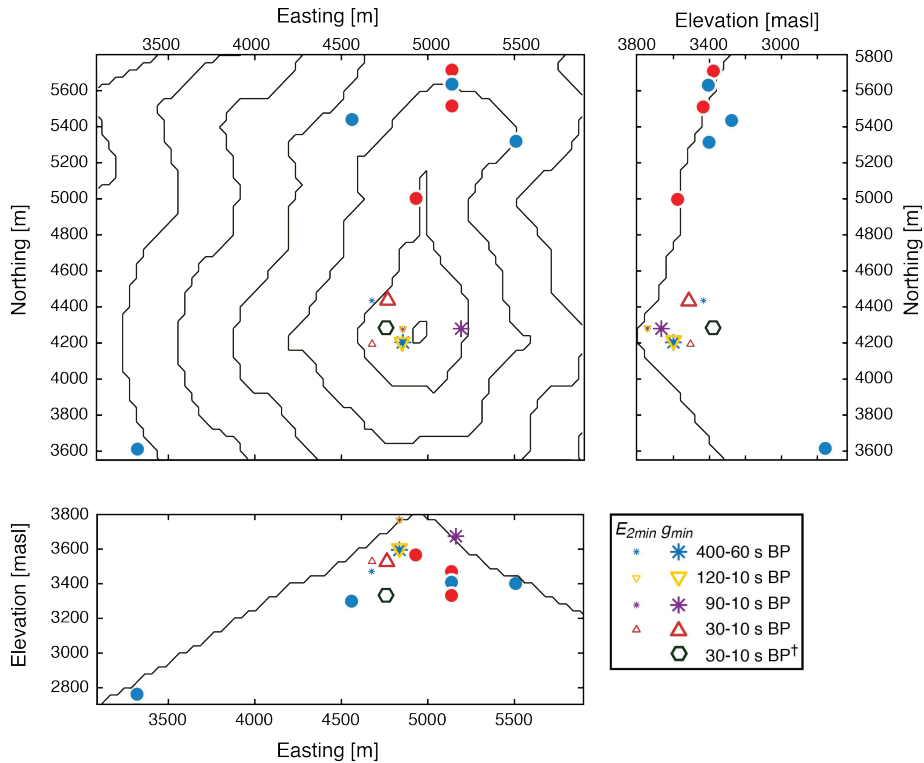 Easting [m]
3500 4000 4500 5000 5500
Elevation [masl]
3800 3400 3000
Northing [m]
5600
5400
5200
5000
4800
4600
4400
4200
4000
3800
3600
5800
5600
5400
5200
5000
4800
4600
4400
4200
4000
3800
3600
Northing [m]
Elevation [masl]
3800
3600
3400
3200
3000
2800
3500 4000 4500 5000 5500
Easting [m]
E2min gmin
400-60 s BP
120-10 s BP
90-10 s BP
30-10 s BP
30-10 s BP†